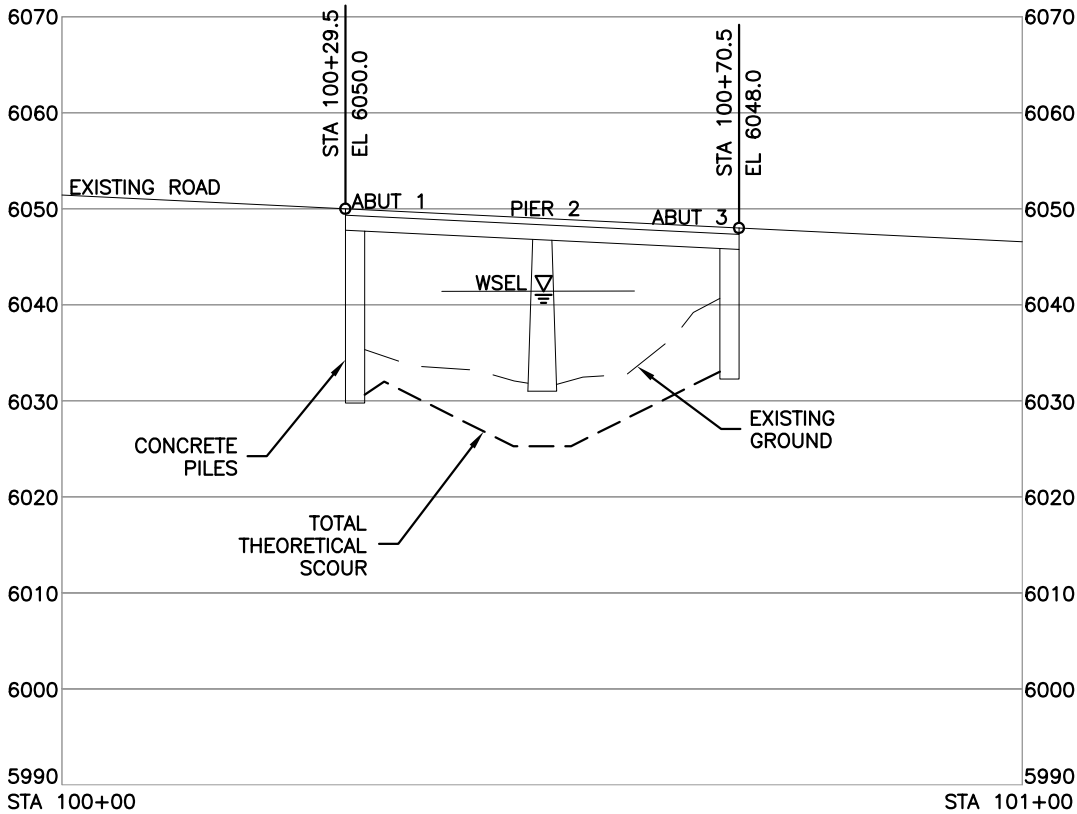 6070
6070
STA 100+29.5
EL 6050.0
STA 100+70.5
EL 6048.0
6060
6060
EXISTING ROAD
ABUT 1
PIER 2
ABUT 3
6050
6050
WSEL
6040
6040
6030
6030
CONCRETE
PILES
EXISTING
GROUND
6020
6020
TOTAL
THEORETICAL
SCOUR
6010
6010
6000
6000
5990
5990
STA 100+00
STA 101+00